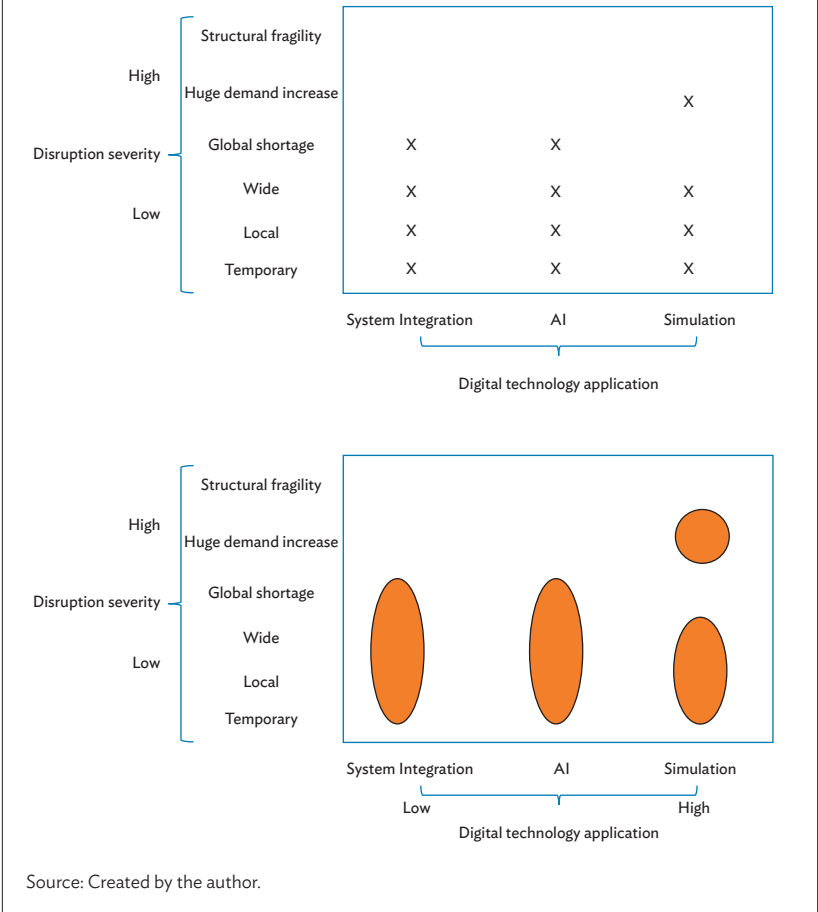 Structural fragility
High
Huge demand increase
X
Disruption severity
Global shortage
X X
Wide
X X X
Low
Local
X X X
Temporary
X X X
System Integration AI Simulation
Digital technology application
Structural fragility
High
Huge demand increase
Global shortage
Disruption severity
Wide
Low
Local
Temporary
System Integration AI Simulation
Low High
Digital technology application
Source: Created by the author.